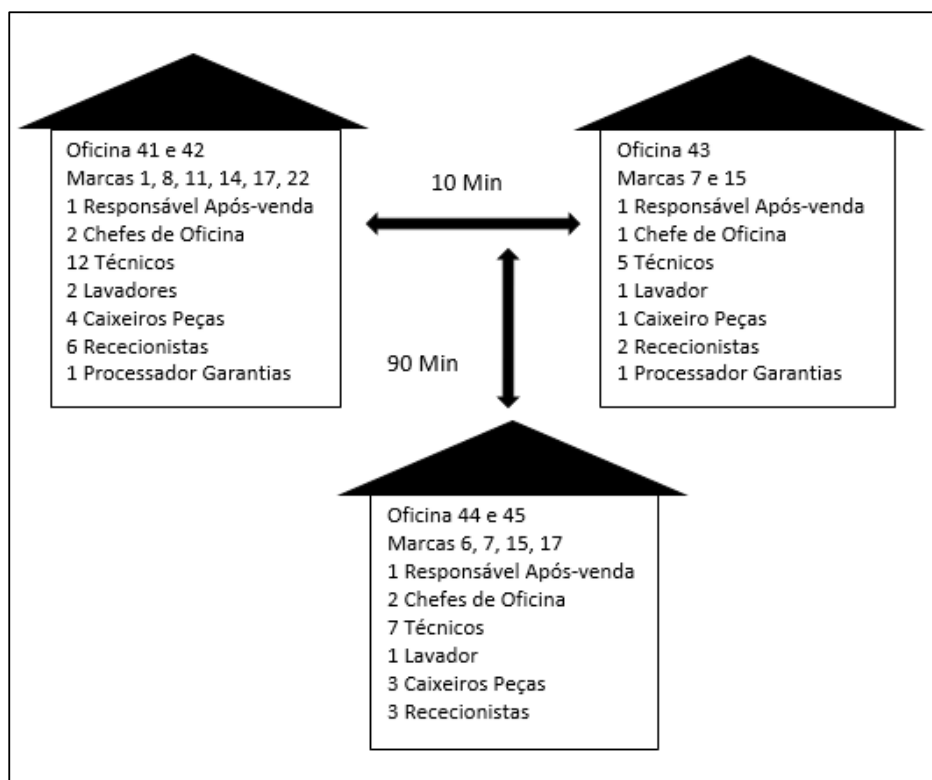 Oficina 41 e 42
Marcas 1, 8, 11, 14, 17, 22
1 Responsável Após-venda
2 Chefes de Oficina
12 Técnicos
2 Lavadores
4 Caixeiros Peças
6 Rececionistas
1 Processador Garantias
10 Min
Oficina 43
Marcas 7 e 15
1 Responsável Após-venda
1 Chefe de Oficina
5 Técnicos
1 Lavador
1 Caixeiro Peças
2 Rececionistas
1 Processador Garantias
90 Min
Oficina 44 e 45
Marcas 6, 7, 15, 17
1 Responsável Após-venda
2 Chefes de Oficina
7 Técnicos
1 Lavador
3 Caixeiros Peças
3 Rececionistas